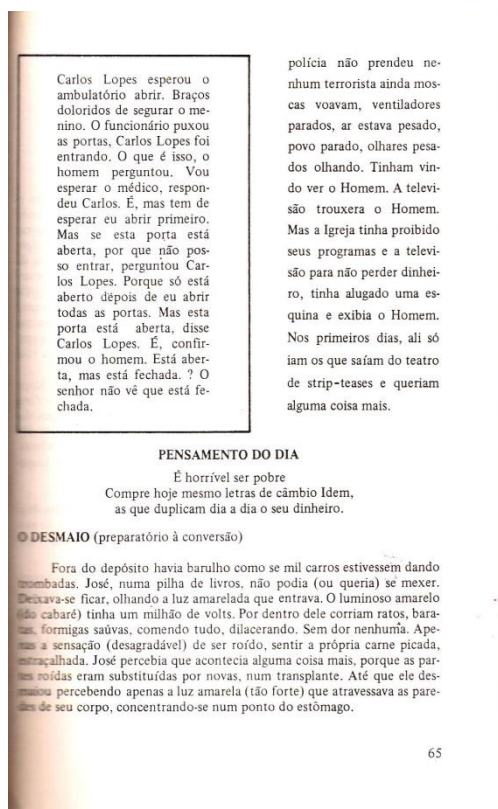 Carlos Lopes esperou o
ambulatório abrir. Braços
doloridos de segurar o me-
nino. O funcionário puxou
as portas, Carlos Lopes foi
entrando. O que é isso, o
homem perguntou. Vou
esperar o médico, respon-
deu Carlos. É, mas tem de
esperar eu abrir primeiro.
Mas se esta porta está
aberta, por que não pos-
so entrar, perguntou Car-
los Lopes. Porque só está
aberto depois de eu abrir
todas as portas. Mas esta
porta está aberta, disse
Carlos Lopes. É, confir-
mou o homem. Está aber-
ta, mas está fechada. ? O
senhor não vê que está fe-
chada.
polícia não prendeu ne-
nhum terrorista ainda mos-
cas voavam, ventiladores
parados, ar estava pesado,
povo parado, olhares pesa-
dos olhando. Tinham vin-
do ver o Homem. A televi-
são trouxera o Homem.
Mas a Igreja tinha proibido
seus programas e a televi-
são para não perder dinhei-
ro, tinha alugado uma es-
quina e exibia o Homem.
Nos primeiros dias, ali só
iam os que saíam do teatro
de strip-teases e queriam
alguma coisa mais.
PENSAMENTO DO DIA
É horrível ser pobre
Compre hoje mesmo letras de câmbio Idem,
as que duplicam dia a dia o seu dinheiro.
O DESMAIO (preparatório à conversão)
Fora do depósito havia barulho como se mil carros estivessem dando
trombadas. José, numa pilha de livros, não podia (ou queria) se mexer.
Deixava-se ficar, olhando a luz amarelada que entrava. O luminoso amarelo
(do cabaré) tinha um milhão de volts. Por dentro dele corriam ratos, bara-
tas, formigas saúvas, comendo tudo, dilacerando. Sem dor nenhuma. Ape-
nas a sensação (desagradável) de ser roído, sentir a própria carne picada,
estraçalhada. José percebia que acontecia alguma coisa mais, porque as par-
tes roídas eram substituídas por novas, num transplante. Até que ele des-
maiou percebendo apenas a luz amarela (tão forte) que atravessava as pare-
des de seu corpo, concentrando-se num ponto do estômago.
65